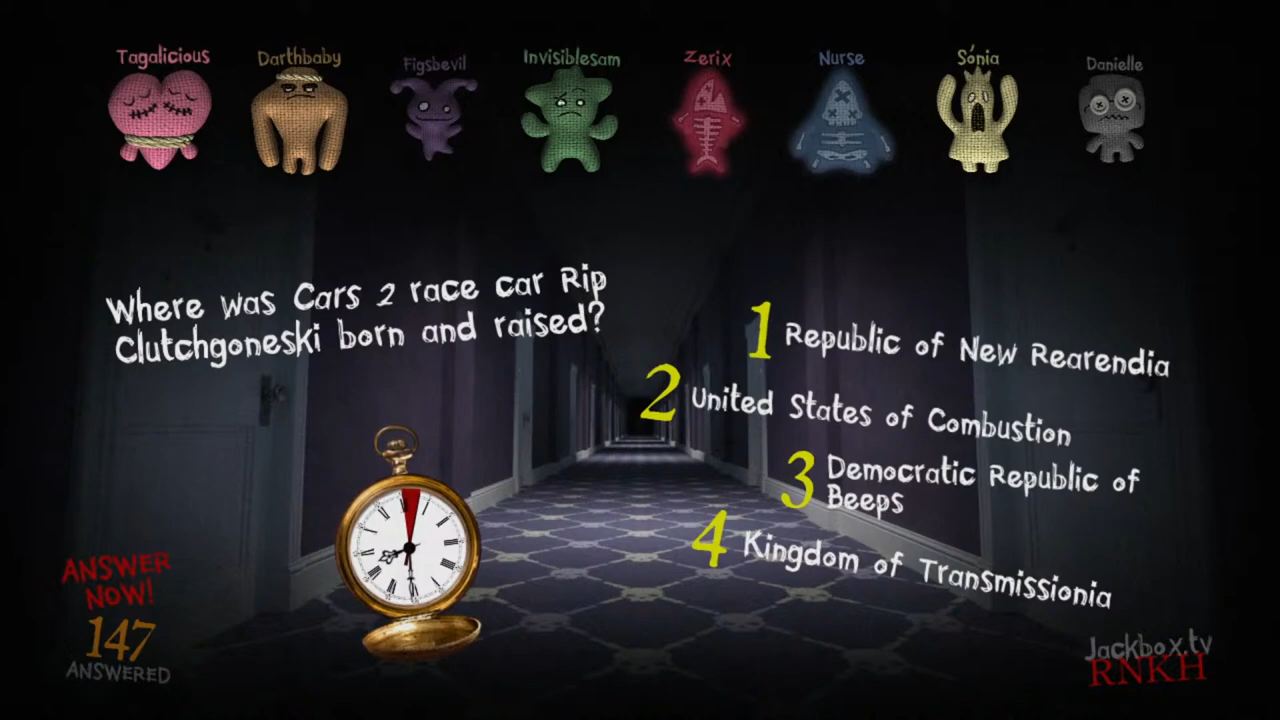 Tagalicious
Darthbaby
Figsbevil
Invisiblesam
Zerix
Nurse
Sónia
Danielle
Where was Cars 2 race car Rip
Clutchgoneski born and raised?
1 Republic of New Rearendia
2 United States of Combustion
3 Democratic Republic of
Beeps
4 Kingdom of Transmissionia
ANSWER
NOW!
147
ANSWERED
Jackbox.tv
RNKH